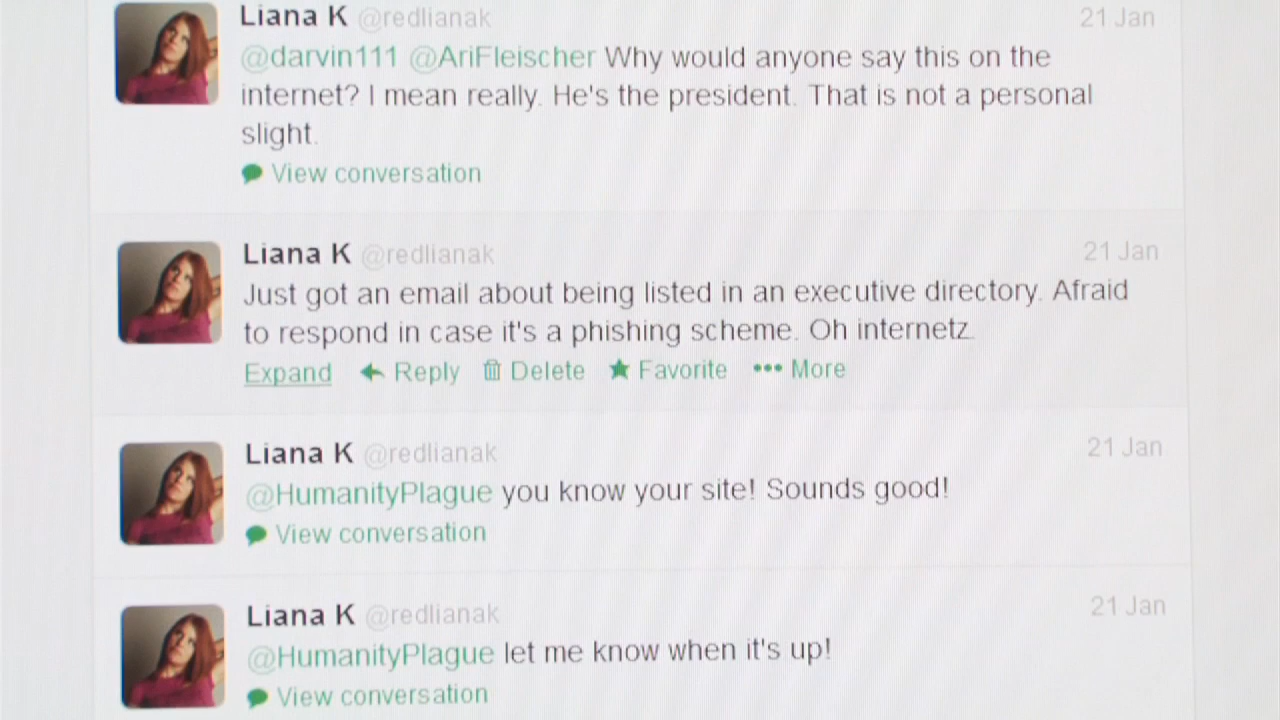 Liana K @redlianak 21 Jan
@darvin111 @AriFleischer Why would anyone say this on the
internet? I mean really. He's the president. That is not a personal
slight.
View conversation
Liana K @redlianak 21 Jan
Just got an email about being listed in an executive directory. Afraid
to respond in case it's a phishing scheme. Oh internetz.
Expand Reply Delete Favorite More
Liana K @redlianak 21 Jan
@HumanityPlague you know your site! Sounds good!
View conversation
Liana K @redlianak 21 Jan
@HumanityPlague let me know when it's up!
View conversation